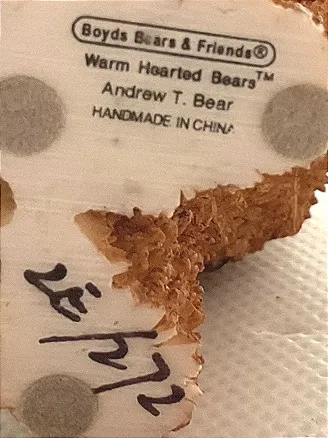 Boyds Bears & Friends®
Warm Hearted Bears™
Andrew T. Bear
HANDMADE IN CHINA